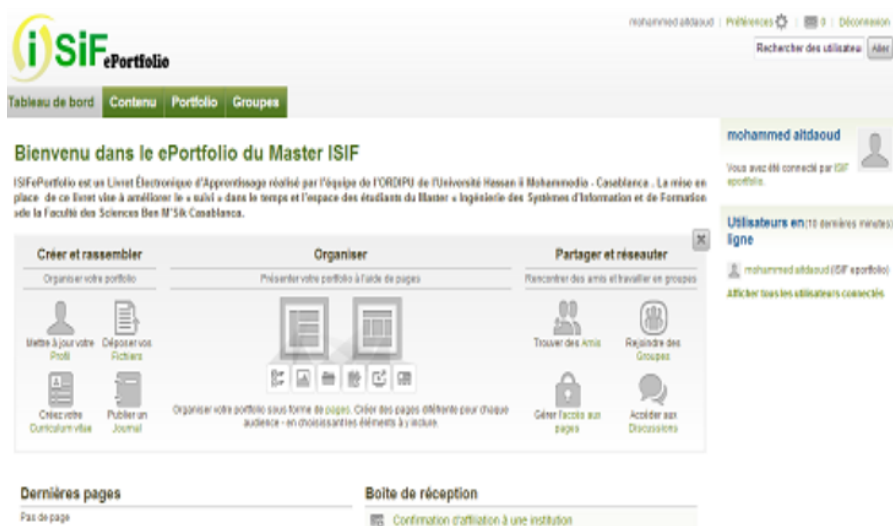 mohammed aitdaoud | Préférences | 0 | Déconnexion
(i)SiF ePortfolio
Rechercher des utilisateu Aller
Tableau de bord Contenu Portfolio Groupes
Bienvenu dans le ePortfolio du Master ISIF
ISIFePortfolio est un Livret Électronique d'Apprentissage réalisé par l'équipe de l'ORDIPU de l'Université Hassan ii Mohammedia - Casablanca . La mise en
place de ce livret vise à améliorer le « suivi » dans le temps et l'espace des étudiants du Master « Ingénierie des Systèmes d'Information et de Formation
»de la Faculté des Sciences Ben M'Sik Casablanca.
Créer et rassembler
Organiser votre portfolio
Mettre à jour votre
Profil
Déposer vos
Fichiers
Créez votre
Curriculum vitae
Publier un
Journal
Organiser
Présenter votre portfolio à l'aide de pages
Organiser votre portfolio sous forme de pages. Créer des pages différente pour chaque
audience - en choisissant les éléments à y inclure.
Partager et réseauter
Rencontrer des amis et travailler en groupes
Trouver des Amis
Rejoindre des
Groupes
Gérer l'accès aux
pages
Accéder aux
Discussions
mohammed aitdaoud
Vous avez été connecté par ISIF
eportfolio.
Utilisateurs en (10 dernières minutes)
ligne
mohammed aitdaoud (ISIF eportfolio)
Afficher tous les utilisateurs connectés
Dernières pages
Pas de page
Boite de réception
Confirmation d'affiliation à une institution